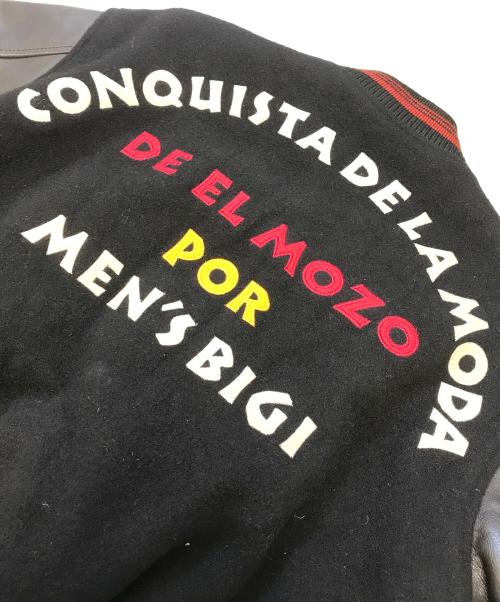 CONQUISTA DE LA MODA
DE EL MOZO
POR
MEN'S BIGI